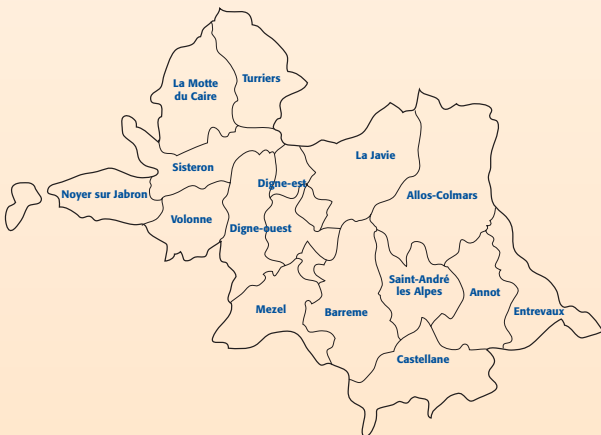 La Motte
du Caire
Turriers
La Javie
Sisteron
Digne-est
Noyer sur Jabron
Allos-Colmars
Volonne
Digne-ouest
Saint-André
les Alpes
Annot
Mezel
Barreme
Entrevaux
Castellane